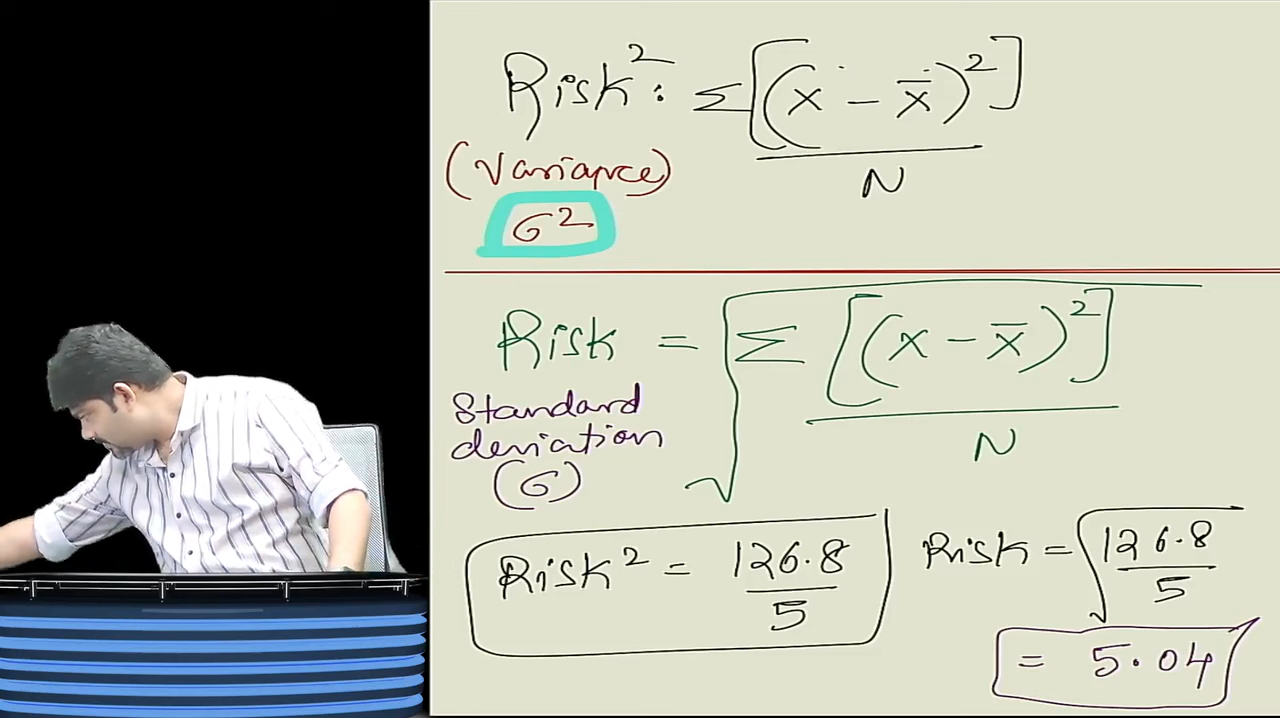 Risk²: Σ[(x - x̄)²]
N
(Variance)
σ²
Risk = √Σ[(x - x̄)²]
N
Standard
deviation
(σ)
Risk² = 126.8
5
Risk = √126.8
5
= 5.04